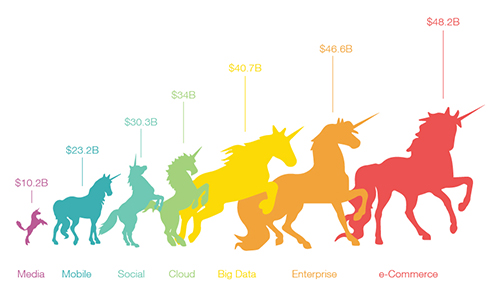 $48.2B
$46.6B
$40.7B
$34B
$30.3B
$23.2B
$10.2B
Media Mobile Social Cloud Big Data Enterprise e-Commerce